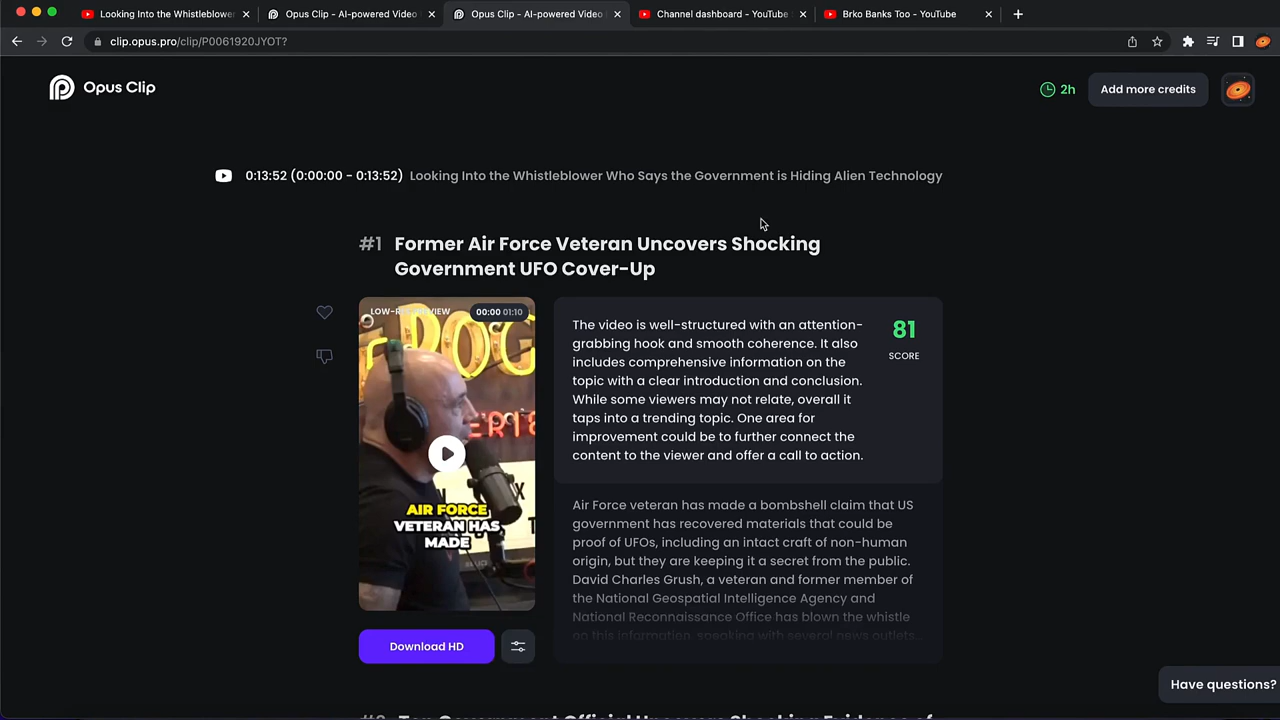 Looking Into the Whistleblower
Opus Clip - AI-powered Video
Opus Clip - AI-powered Video
Channel dashboard - YouTube
Brko Banks Too - YouTube
clip.opus.pro/clip/P0061920JYOT?
Opus Clip
2h
Add more credits
0:13:52 (0:00:00 - 0:13:52) Looking Into the Whistleblower Who Says the Government is Hiding Alien Technology
#1 Former Air Force Veteran Uncovers Shocking
Government UFO Cover-Up
00:00 01:10
AIR FORCE
VETERAN HAS
MADE
The video is well-structured with an attention-
grabbing hook and smooth coherence. It also
includes comprehensive information on the
topic with a clear introduction and conclusion.
While some viewers may not relate, overall it
taps into a trending topic. One area for
improvement could be to further connect the
content to the viewer and offer a call to action.
81
SCORE
Air Force veteran has made a bombshell claim that US
government has recovered materials that could be
proof of UFOs, including an intact craft of non-human
origin, but they are keeping it a secret from the public.
David Charles Grush, a veteran and former member of
the National Geospatial Intelligence Agency and
National Reconnaissance Office has blown the whistle
on this information, speaking with several news outlets...
Download HD
Have questions?